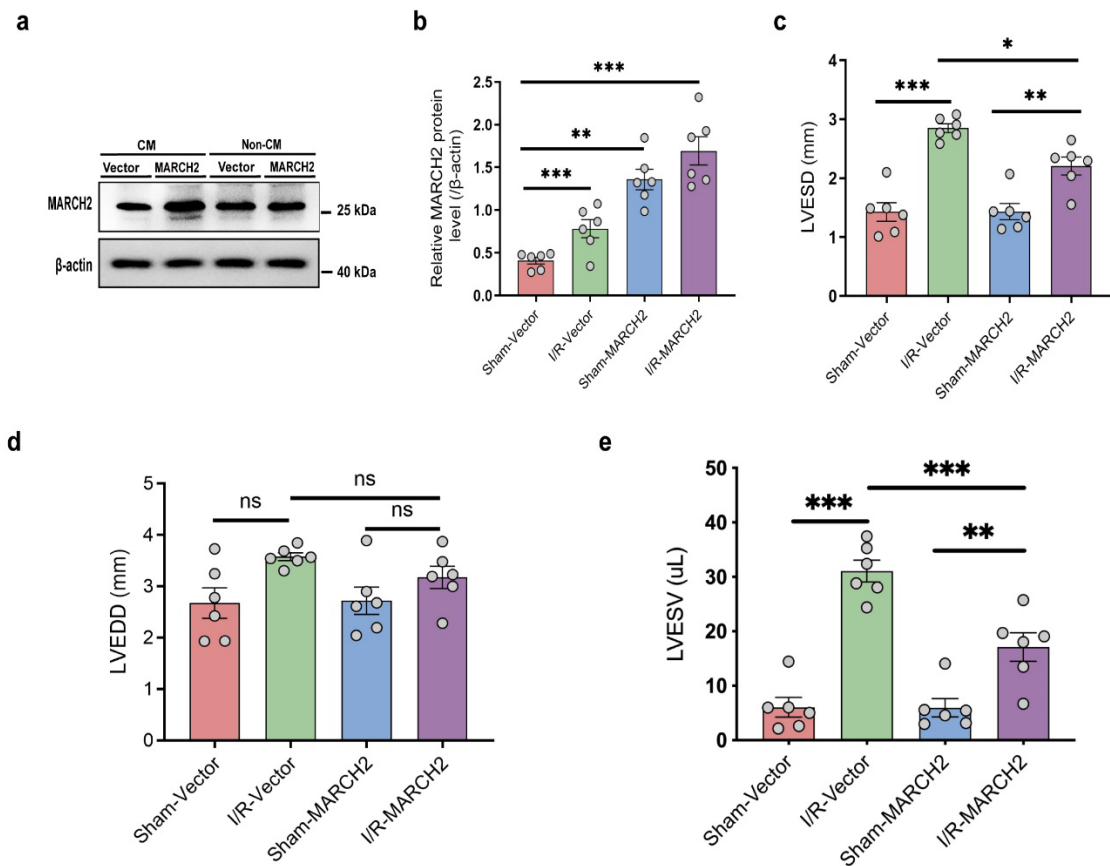 a
CM
Non-CM
Vector MARCH2 Vector MARCH2
MARCH2
25 kDa
β-actin
40 kDa
b
Relative MARCH2 protein
level (/β-actin)
2.5
2.0
1.5
1.0
0.5
0.0
***
**
***
Sham-Vector
I/R-Vector
Sham-MARCH2
I/R-MARCH2
c
LVESD (mm)
4
3
2
1
0
*
***
**
Sham-Vector
I/R-Vector
Sham-MARCH2
I/R-MARCH2
d
LVEDD (mm)
5
4
3
2
1
0
ns
ns
ns
Sham-Vector
I/R-Vector
Sham-MARCH2
I/R-MARCH2
e
LVESV (uL)
50
40
30
20
10
0
***
***
**
Sham-Vector
I/R-Vector
Sham-MARCH2
I/R-MARCH2